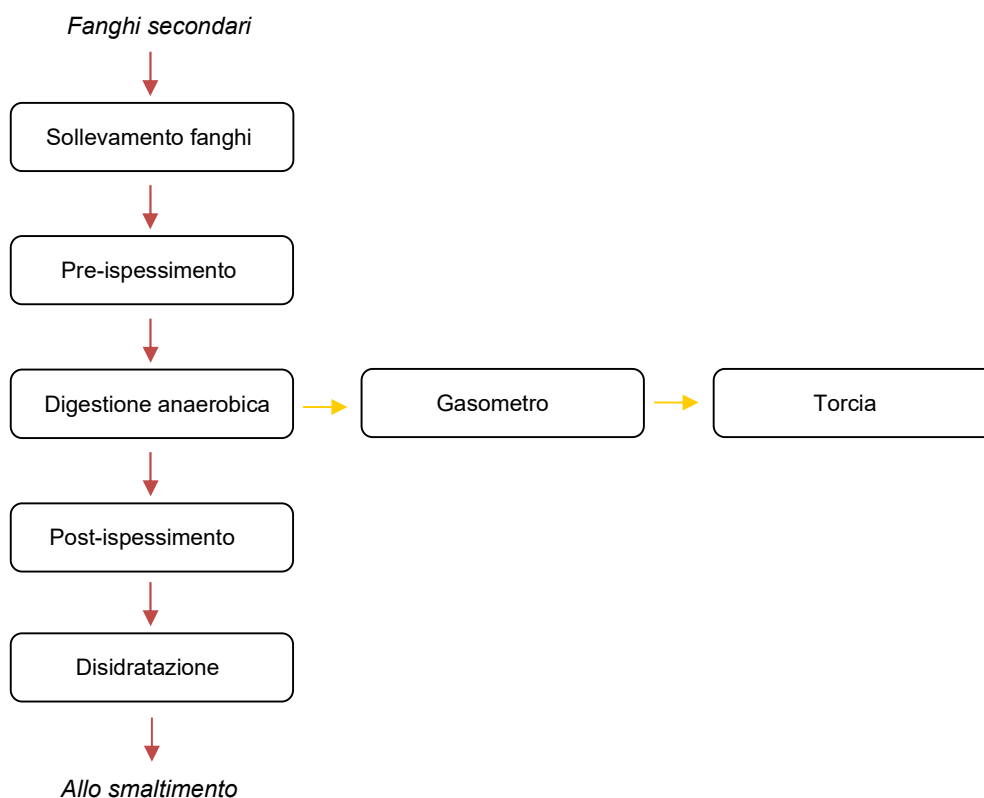 Fanghi secondari
Sollevamento fanghi
Pre-ispessimento
Digestione anaerobica
Gasometro
Torcia
Post-ispessimento
Disidratazione
Allo smaltimento